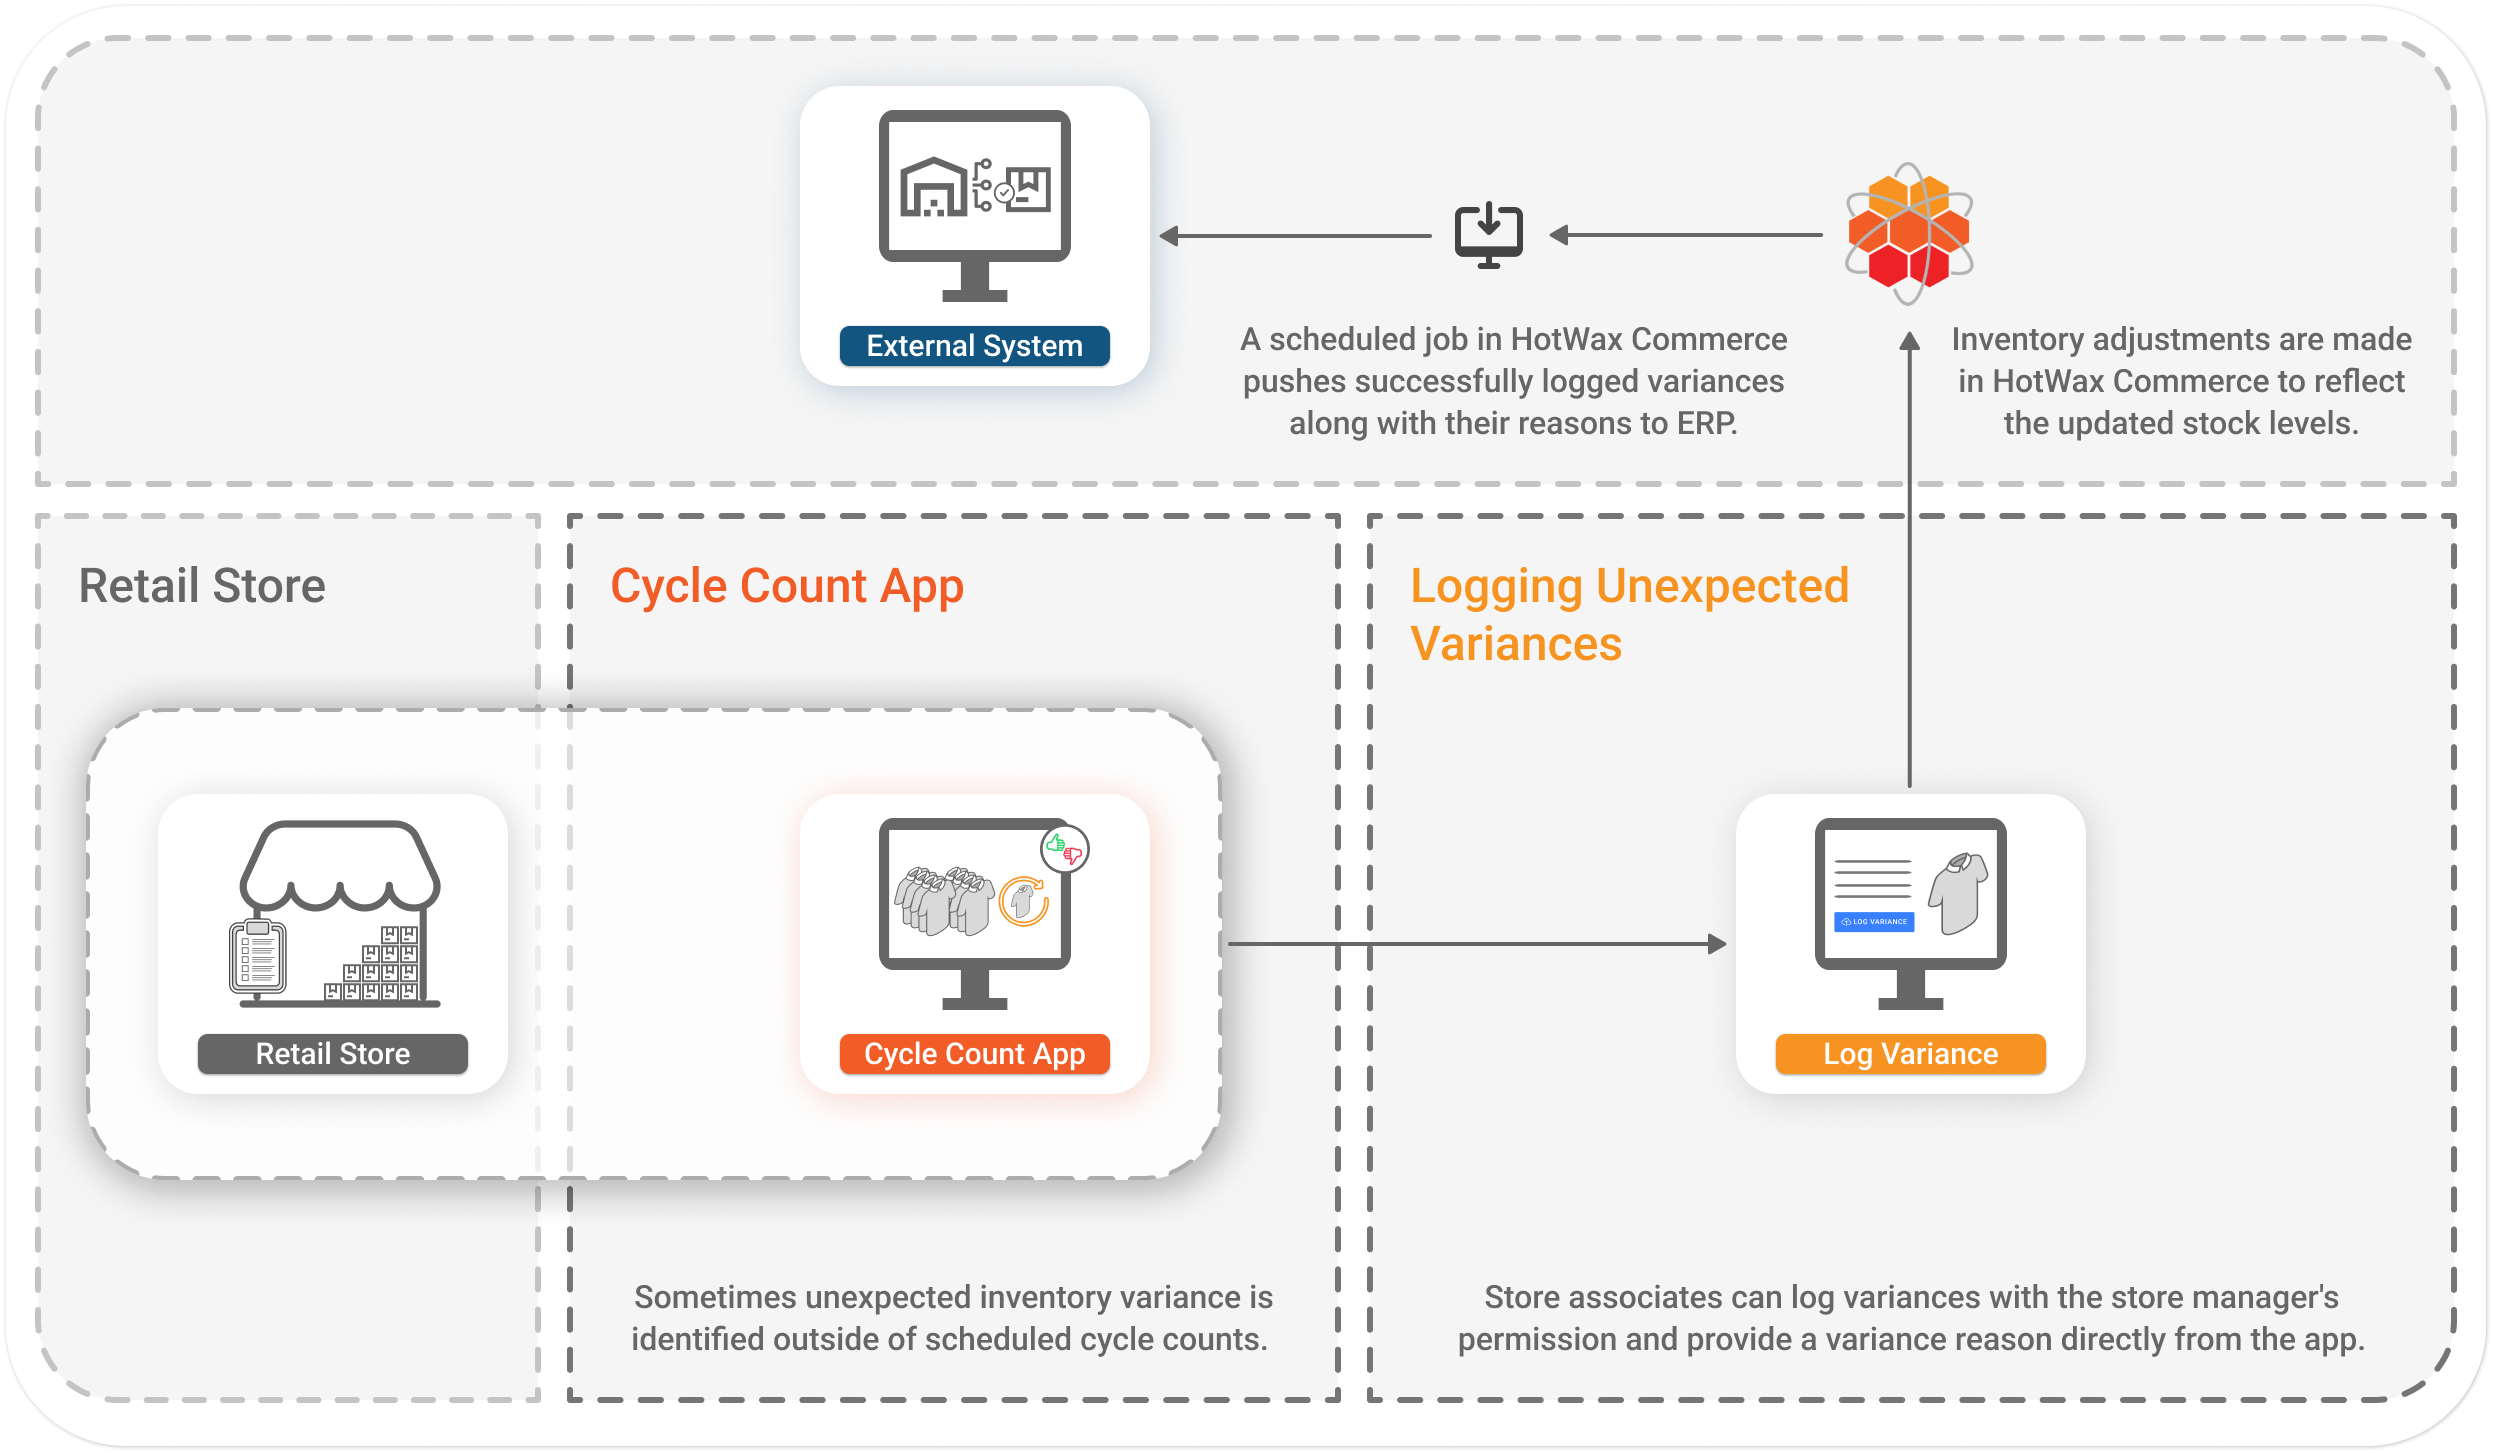 External System
A scheduled job in HotWax Commerce
pushes successfully logged variances
along with their reasons to ERP.
Inventory adjustments are made
in HotWax Commerce to reflect
the updated stock levels.
Retail Store
Cycle Count App
Logging Unexpected
Variances
LOG VARIANCE
Retail Store
Cycle Count App
Log Variance
Sometimes unexpected inventory variance is
identified outside of scheduled cycle counts.
Store associates can log variances with the store manager's
permission and provide a variance reason directly from the app.